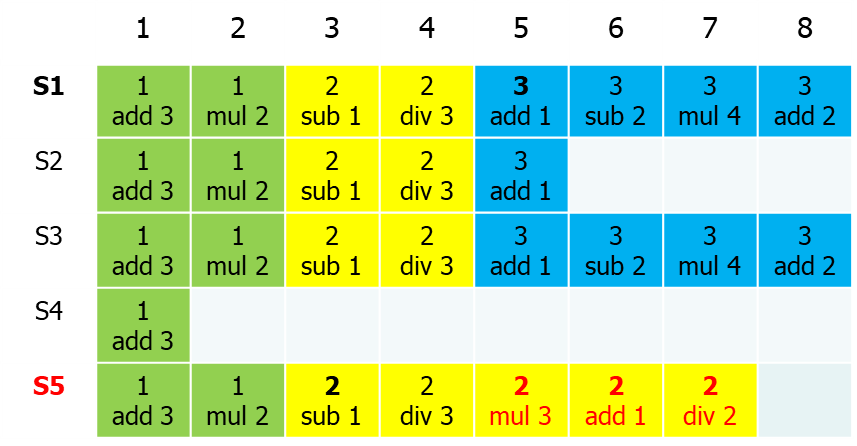 1 2 3 4 5 6 7 8
S1 1 1 2 2 3 3 3 3
add 3 mul 2 sub 1 div 3 add 1 sub 2 mul 4 add 2
S2 1 1 2 2 3
add 3 mul 2 sub 1 div 3 add 1
S3 1 1 2 2 3 3 3 3
add 3 mul 2 sub 1 div 3 add 1 sub 2 mul 4 add 2
S4 1
add 3
S5 1 1 2 2 2 2 2
add 3 mul 2 sub 1 div 3 mul 3 add 1 div 2